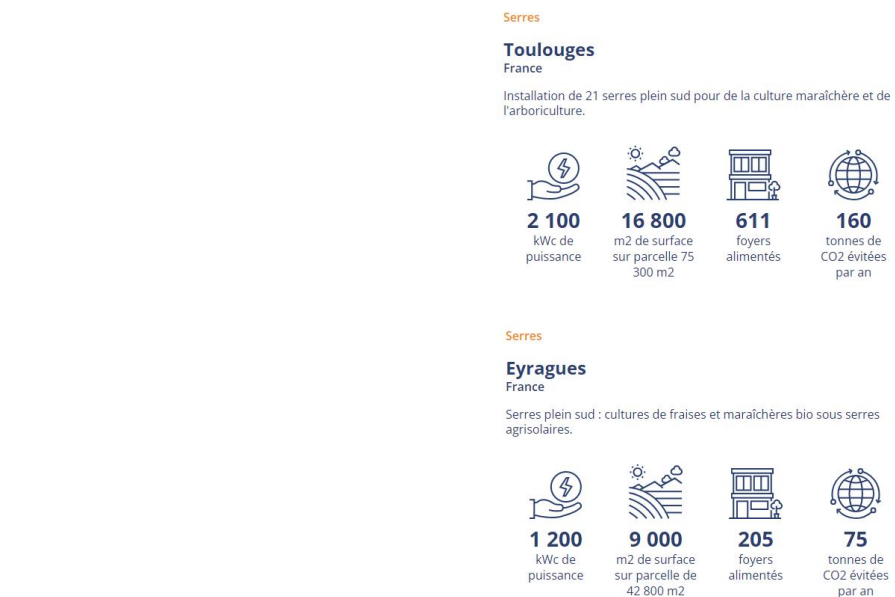 Serres
Toulouges
France
Installation de 21 serres plein sud pour de la culture maraîchère et de
l'arboriculture.
2 100
kWc de
puissance
16 800
m2 de surface
sur parcelle 75
300 m2
611
foyers
alimentés
160
tonnes de
CO2 évitées
par an
Serres
Eyragues
France
Serres plein sud : cultures de fraises et maraîchères bio sous serres
agrisolaires.
1 200
kWc de
puissance
9 000
m2 de surface
sur parcelle de
42 800 m2
205
foyers
alimentés
75
tonnes de
CO2 évitées
par an